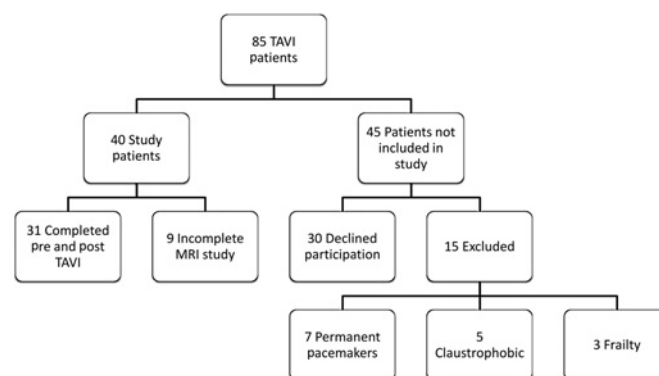 85 TAVI
patients
40 Study
patients
45 Patients not
included in
study
31 Completed
pre and post
TAVI
9 Incomplete
MRI study
30 Declined
participation
15 Excluded
7 Permanent
pacemakers
5
Claustrophobic
3 Frailty